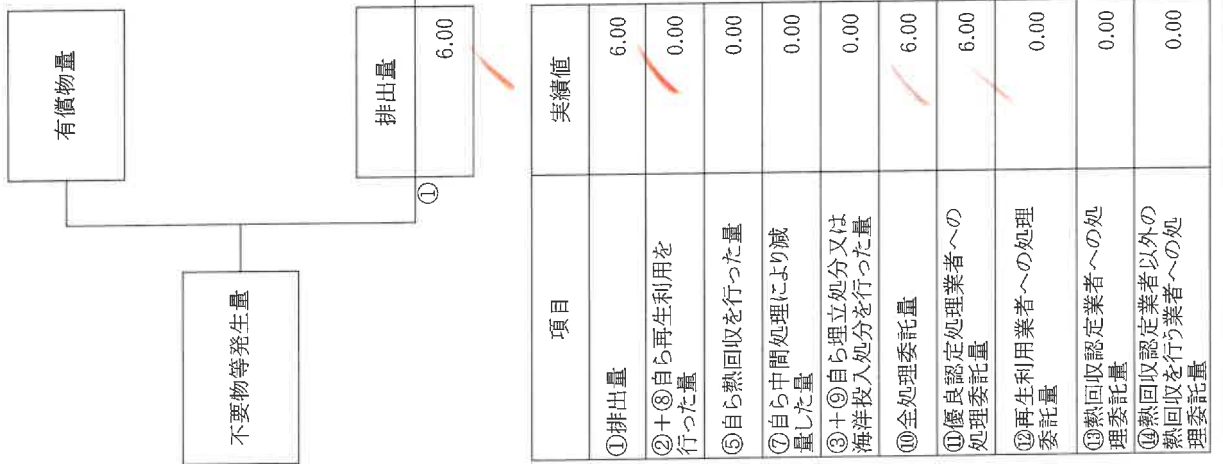 有償物量
不要物等発生量
排出量
①
6.00
項目
実績値
①排出量
6.00
②+⑧自ら再生利用を
行った量
0.00
⑤自ら熱回収を行った量
0.00
⑦自ら中間処理により減
量した量
0.00
③+⑨自ら埋立処分又は
海洋投入処分を行った量
0.00
⑩全処理委託量
6.00
⑪優良認定処理業者への
処理委託量
6.00
⑫再生利用業者への処理
委託量
0.00
⑬熱回収認定業者への処
理委託量
0.00
⑭熱回収認定業者以外の
熱回収を行う業者への処
理委託量
0.00